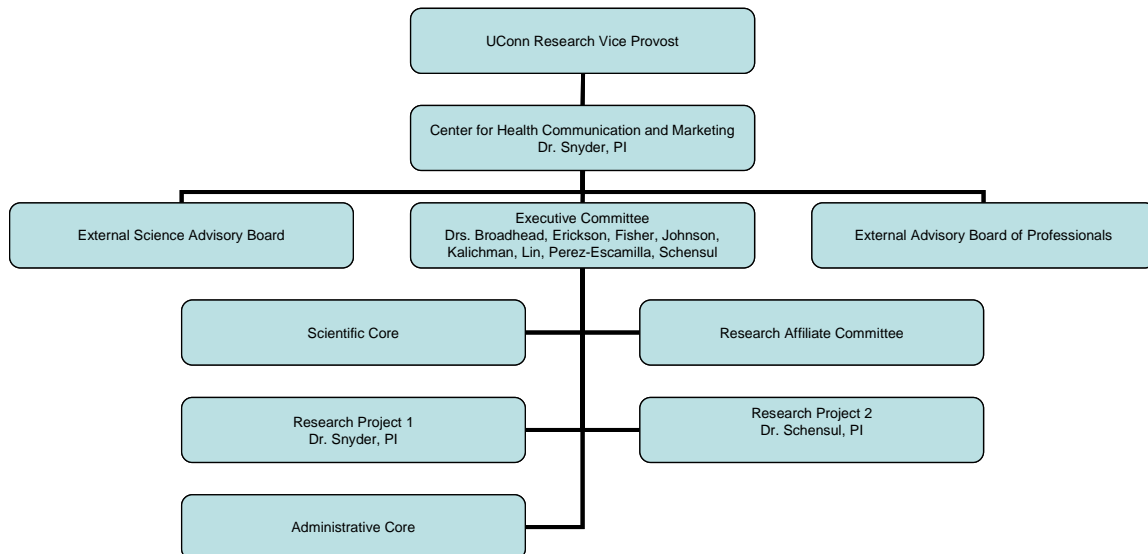 UConn Research Vice Provost
Center for Health Communication and Marketing
Dr. Snyder, PI
External Science Advisory Board
Executive Committee
Drs. Broadhead, Erickson, Fisher, Johnson,
Kalichman, Lin, Perez-Escamilla, Schensul
External Advisory Board of Professionals
Scientific Core
Research Affiliate Committee
Research Project 1
Dr. Snyder, PI
Research Project 2
Dr. Schensul, PI
Administrative Core